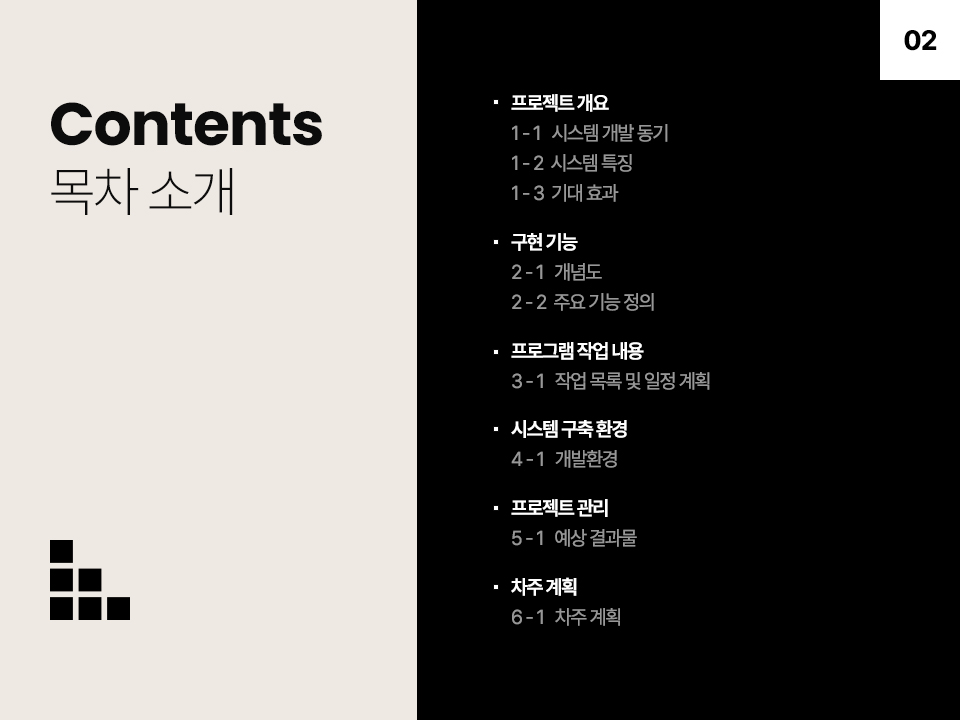 02
Contents
목차 소개
· 프로젝트 개요
1-1 시스템 개발 동기
1-2 시스템 특징
1-3 기대 효과
· 구현 기능
2-1 개념도
2-2 주요 기능 정의
· 프로그램 작업 내용
3-1 작업 목록 및 일정 계획
· 시스템 구축 환경
4-1 개발환경
· 프로젝트 관리
5-1 예상 결과물
· 차주 계획
6-1 차주 계획